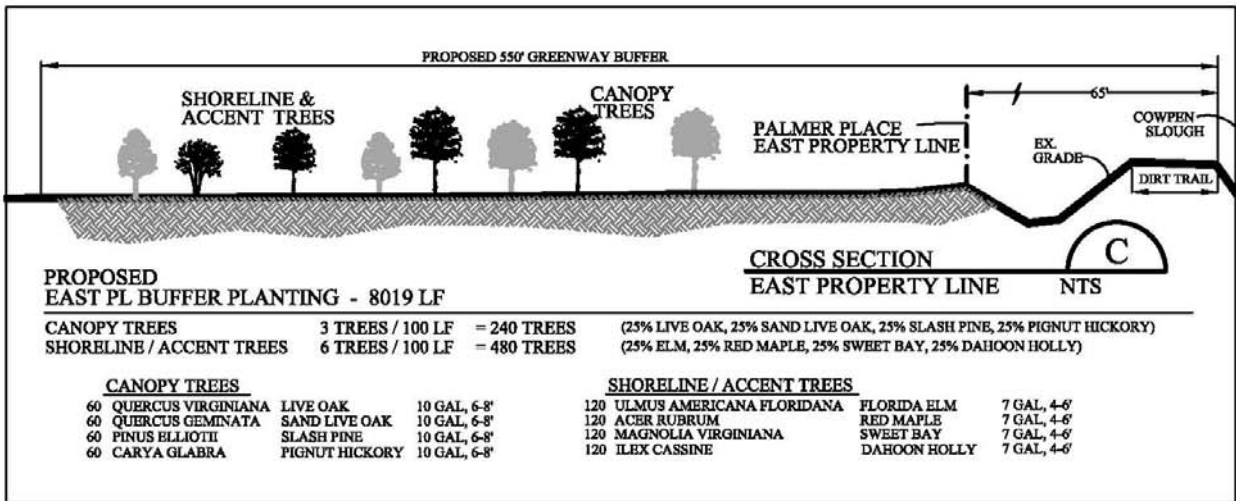 PROPOSED 550' GREENWAY BUFFER
SHORELINE &
ACCENT TREES
CANOPY
TREES
65'
PALMER PLACE
EAST PROPERTY LINE
COWPEN
SLOUGH
EX.
GRADE
DIRT TRAIL
CROSS SECTION
C
EAST PROPERTY LINE NTS
PROPOSED
EAST PL BUFFER PLANTING - 8019 LF
CANOPY TREES 3 TREES / 100 LF = 240 TREES (25% LIVE OAK, 25% SAND LIVE OAK, 25% SLASH PINE, 25% PIGNUT HICKORY)
SHORELINE / ACCENT TREES 6 TREES / 100 LF = 480 TREES (25% ELM, 25% RED MAPLE, 25% SWEET BAY, 25% DAHOON HOLLY)
CANOPY TREES
60 QUERCUS VIRGINIANA LIVE OAK 10 GAL, 6-8'
60 QUERCUS GEMINATA SAND LIVE OAK 10 GAL, 6-8'
60 PINUS ELLIOTII SLASH PINE 10 GAL, 6-8'
60 CARYA GLABRA PIGNUT HICKORY 10 GAL, 6-8'
SHORELINE / ACCENT TREES
120 ULMUS AMERICANA FLORIDANA FLORIDA ELM 7 GAL, 4-6'
120 ACER RUBRUM RED MAPLE 7 GAL, 4-6'
120 MAGNOLIA VIRGINIANA SWEET BAY 7 GAL, 4-6'
120 ILEX CASSINE DAHOON HOLLY 7 GAL, 4-6'